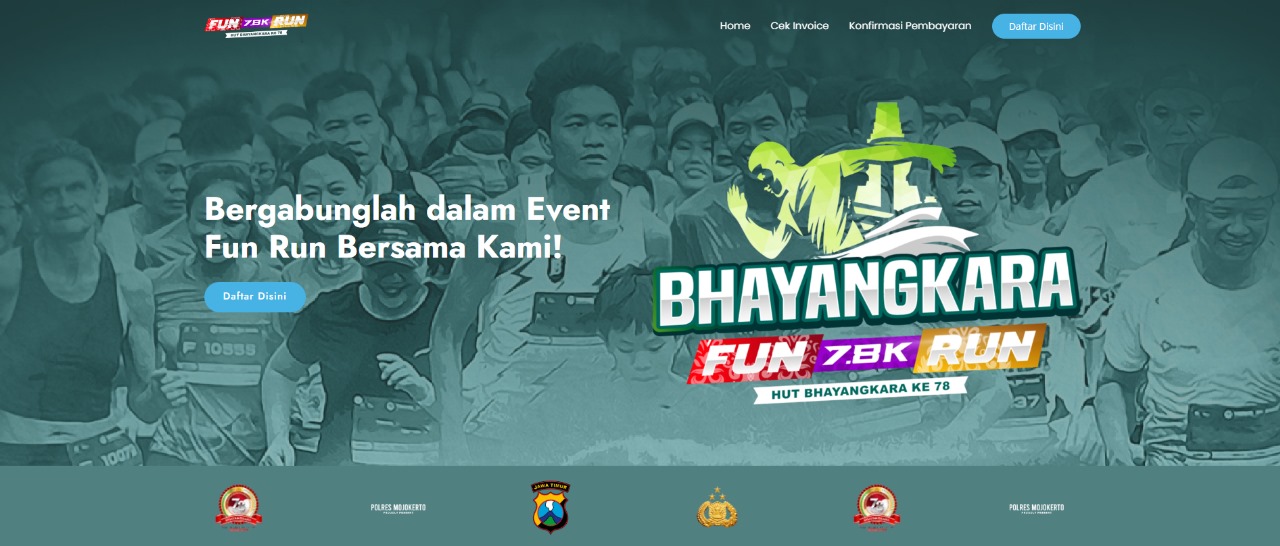 FUN 7.8K RUN
HUT BHAYANGKARA KE 78
Home
Cek Invoice
Konfirmasi Pembayaran
Daftar Disini
Bergabunglah dalam Event
Fun Run Bersama Kami!
Daftar Disini
BHAYANGKARA
FUN 7.8K RUN
HUT BHAYANGKARA KE 78
F 10555
POLRES MOJOKERTO
JAWA TIMUR
POLRES MOJOKERTO